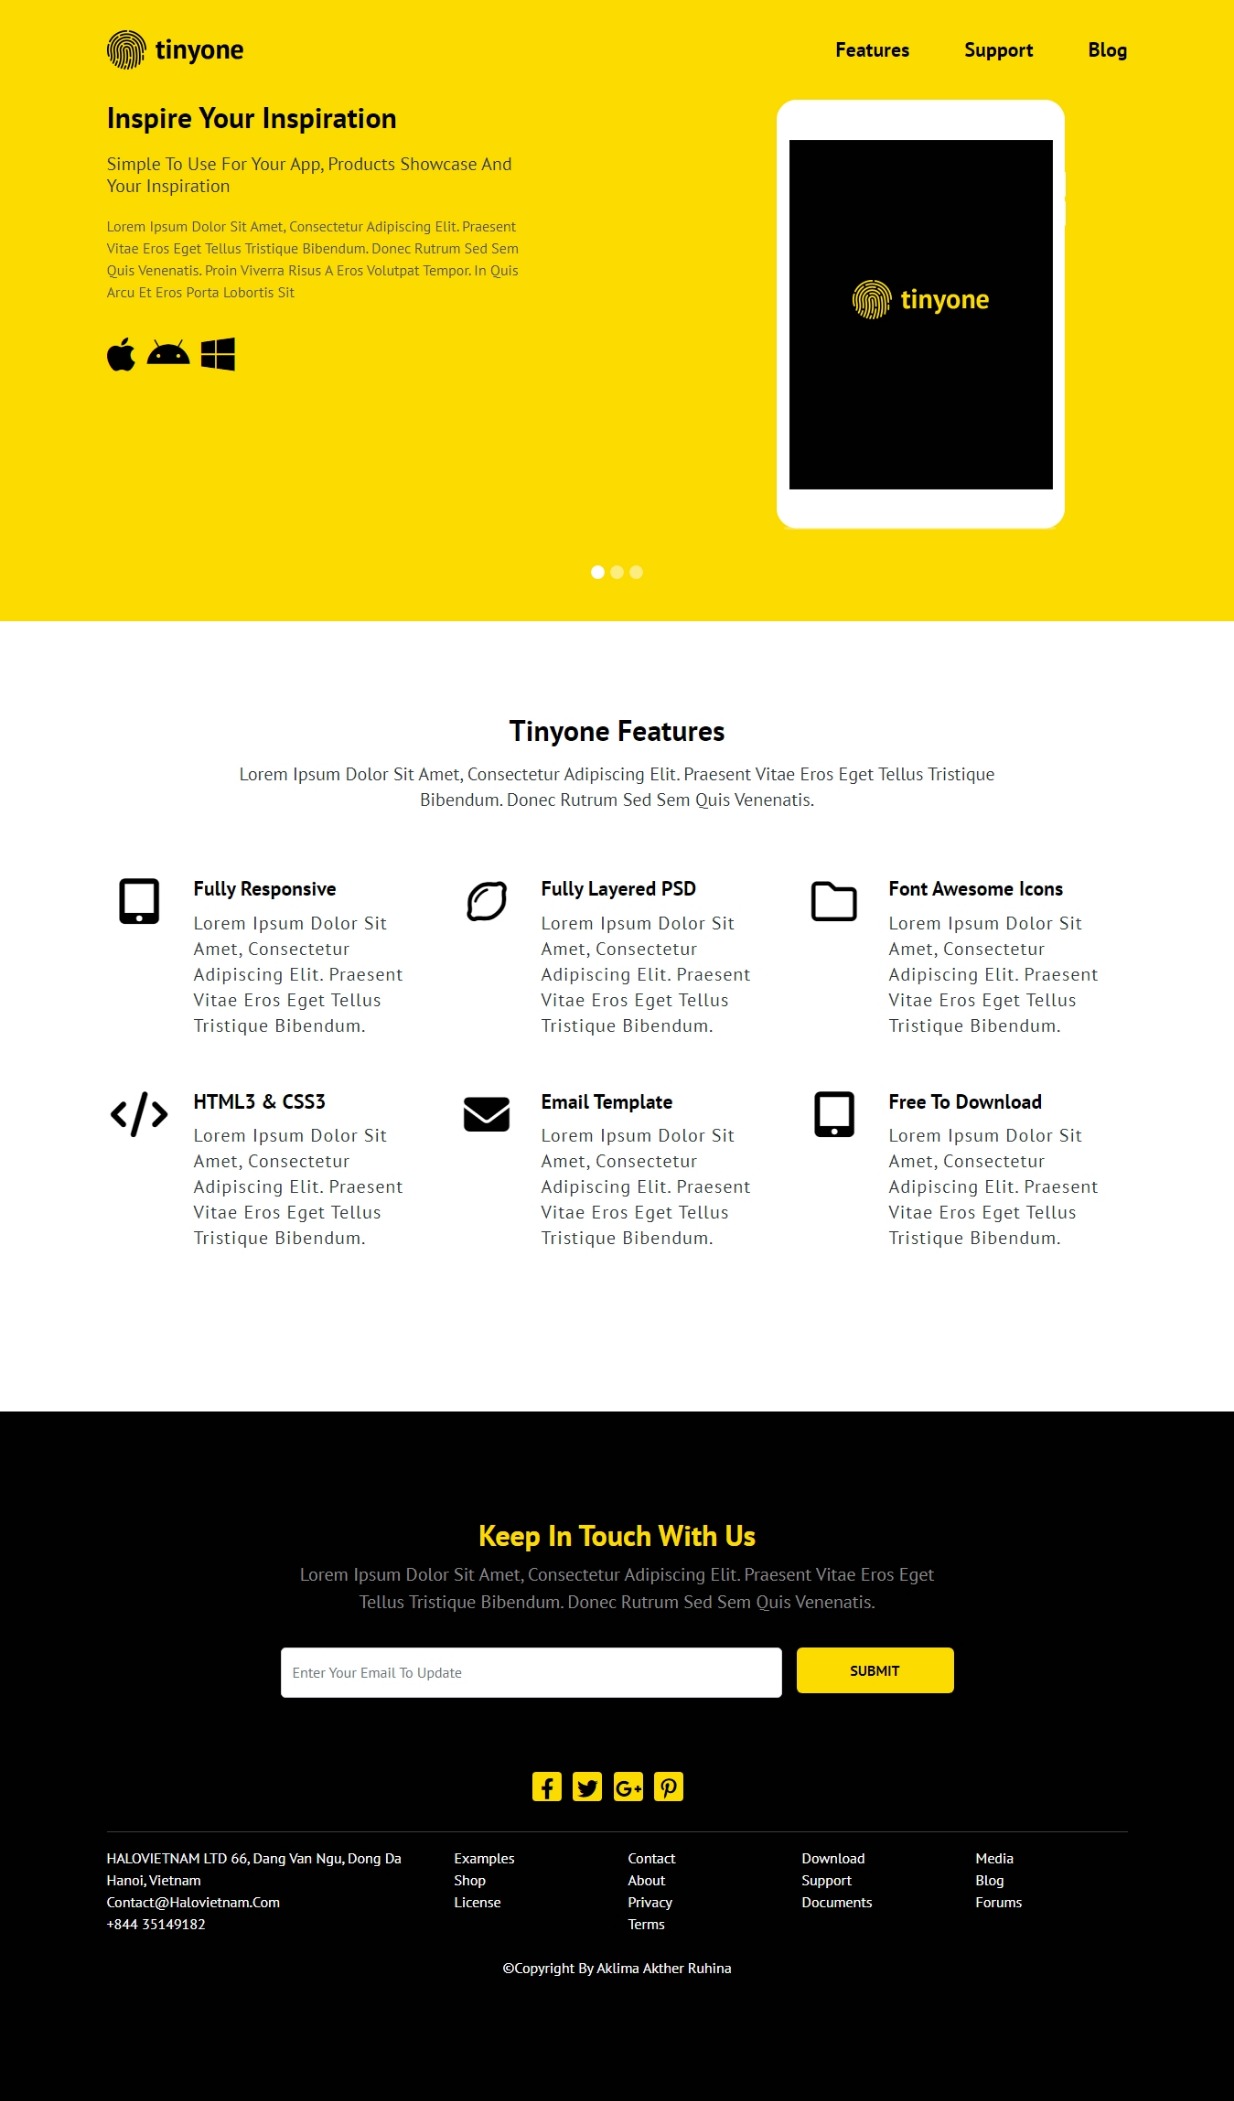 tinyone
Features
Support
Blog
Inspire Your Inspiration
Simple To Use For Your App, Products Showcase And
Your Inspiration
Lorem Ipsum Dolor Sit Amet, Consectetur Adipiscing Elit. Praesent
Vitae Eros Eget Tellus Tristique Bibendum. Donec Rutrum Sed Sem
Quis Venenatis. Proin Viverra Risus A Eros Volutpat Tempor. In Quis
Arcu Et Eros Porta Lobortis Sit
tinyone
Tinyone Features
Lorem Ipsum Dolor Sit Amet, Consectetur Adipiscing Elit. Praesent Vitae Eros Eget Tellus Tristique
Bibendum. Donec Rutrum Sed Sem Quis Venenatis.
Fully Responsive
Lorem Ipsum Dolor Sit
Amet, Consectetur
Adipiscing Elit. Praesent
Vitae Eros Eget Tellus
Tristique Bibendum.
Fully Layered PSD
Lorem Ipsum Dolor Sit
Amet, Consectetur
Adipiscing Elit. Praesent
Vitae Eros Eget Tellus
Tristique Bibendum.
Font Awesome Icons
Lorem Ipsum Dolor Sit
Amet, Consectetur
Adipiscing Elit. Praesent
Vitae Eros Eget Tellus
Tristique Bibendum.
HTML3 & CSS3
Lorem Ipsum Dolor Sit
Amet, Consectetur
Adipiscing Elit. Praesent
Vitae Eros Eget Tellus
Tristique Bibendum.
Email Template
Lorem Ipsum Dolor Sit
Amet, Consectetur
Adipiscing Elit. Praesent
Vitae Eros Eget Tellus
Tristique Bibendum.
Free To Download
Lorem Ipsum Dolor Sit
Amet, Consectetur
Adipiscing Elit. Praesent
Vitae Eros Eget Tellus
Tristique Bibendum.
Keep In Touch With Us
Lorem Ipsum Dolor Sit Amet, Consectetur Adipiscing Elit. Praesent Vitae Eros Eget
Tellus Tristique Bibendum. Donec Rutrum Sed Sem Quis Venenatis.
Enter Your Email To Update
SUBMIT
HALOVIETNAM LTD 66, Dang Van Ngu, Dong Da
Hanoi, Vietnam
Contact@Halovietnam.Com
+844 35149182
Examples
Shop
License
Contact
About
Privacy
Terms
Download
Support
Documents
Media
Blog
Forums
©Copyright By Aklima Akther Ruhina